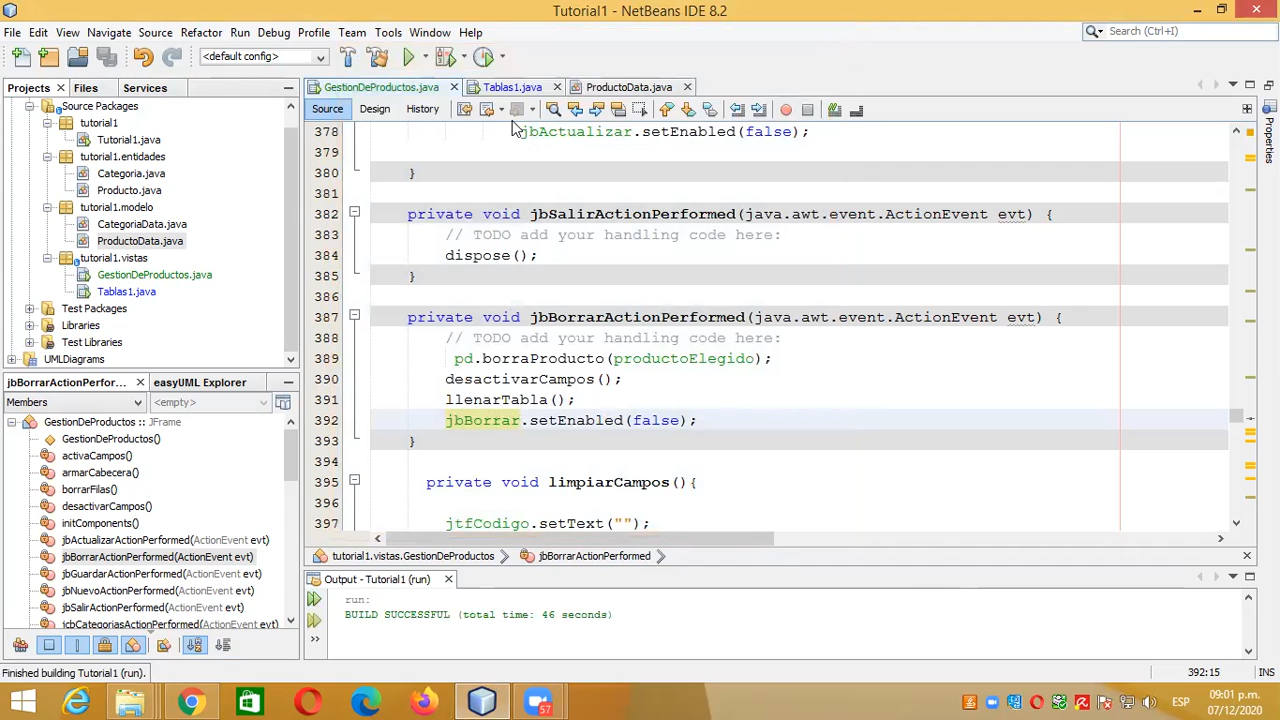 Tutorial1 - NetBeans IDE 8.2
File Edit View Navigate Source Refactor Run Debug Profile Team Tools Window Help
Search (Ctrl+I)
<default config>
Projects Files Services
GestionDeProductos.java Tablas1.java ProductoData.java
Source Design History
Source Packages
tutorial1
Tutorial1.java
tutorial1.entidades
Categoria.java
Producto.java
tutorial1.modelo
CategoriaData.java
ProductoData.java
tutorial1.vistas
GestionDeProductos.java
Tablas1.java
Test Packages
Libraries
Test Libraries
UMLDiagrams
378 jbActualizar.setEnabled(false);
379
380 }
381
382 private void jbSalirActionPerformed(java.awt.event.ActionEvent evt) {
383 // TODO add your handling code here:
384 dispose();
385 }
386
387 private void jbBorrarActionPerformed(java.awt.event.ActionEvent evt) {
388 // TODO add your handling code here:
389 pd.borraProducto(productoElegido);
390 desactivarCampos();
391 llenarTabla();
392 jbBorrar.setEnabled(false);
393 }
394
395 private void limpiarCampos(){
396
397 jtfCodigo.setText("");
Properties
jbBorrarActionPerfor... easyUML Explorer
Members <empty>
GestionDeProductos :: JFrame
GestionDeProductos()
activaCampos()
armarCabecera()
borrarFilas()
desactivarCampos()
initComponents()
jbActualizarActionPerformed(ActionEvent evt)
jbBorrarActionPerformed(ActionEvent evt)
jbGuardarActionPerformed(ActionEvent evt)
jbNuevoActionPerformed(ActionEvent evt)
jbSalirActionPerformed(ActionEvent evt)
jcbCategoriasActionPerformed(ActionEvent evt)
tutorial1.vistas.GestionDeProductos jbBorrarActionPerformed
Output - Tutorial1 (run)
run:
BUILD SUCCESSFUL (total time: 46 seconds)
Finished building Tutorial1 (run).
392:15 INS
57
ESP
09:01 p.m.
07/12/2020